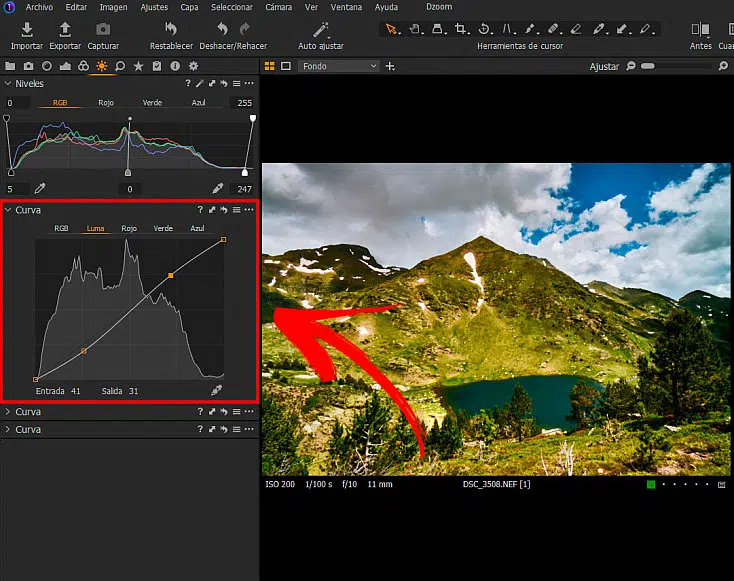 Archivo Editar Imagen Ajustes Capa Seleccionar Cámara Ver Ventana Ayuda Dzoom
Importar Exportar Capturar Restablecer Deshacer/Rehacer Auto ajustar Herramientas de cursor Antes
Fondo Ajustar
Niveles ?
0 RGB Rojo Verde Azul 255
5 0 247
Curva ?
RGB Luma Rojo Verde Azul
Entrada 41 Salida 31
Curva ?
Curva ?
ISO 200 1/100 s f/10 11 mm DSC_3508.NEF [1]